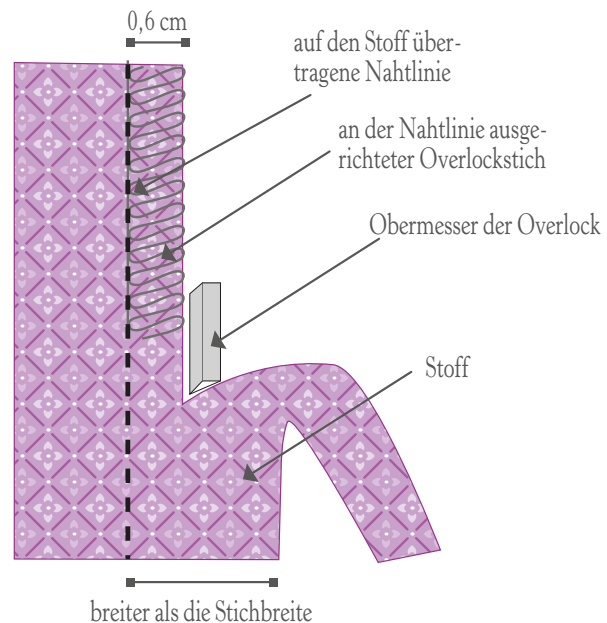 0,6 cm
auf den Stoff über-
tragene Nahtlinie
an der Nahtlinie ausge-
richteter Overlockstich
Obermesser der Overlock
Stoff
breiter als die Stichbreite